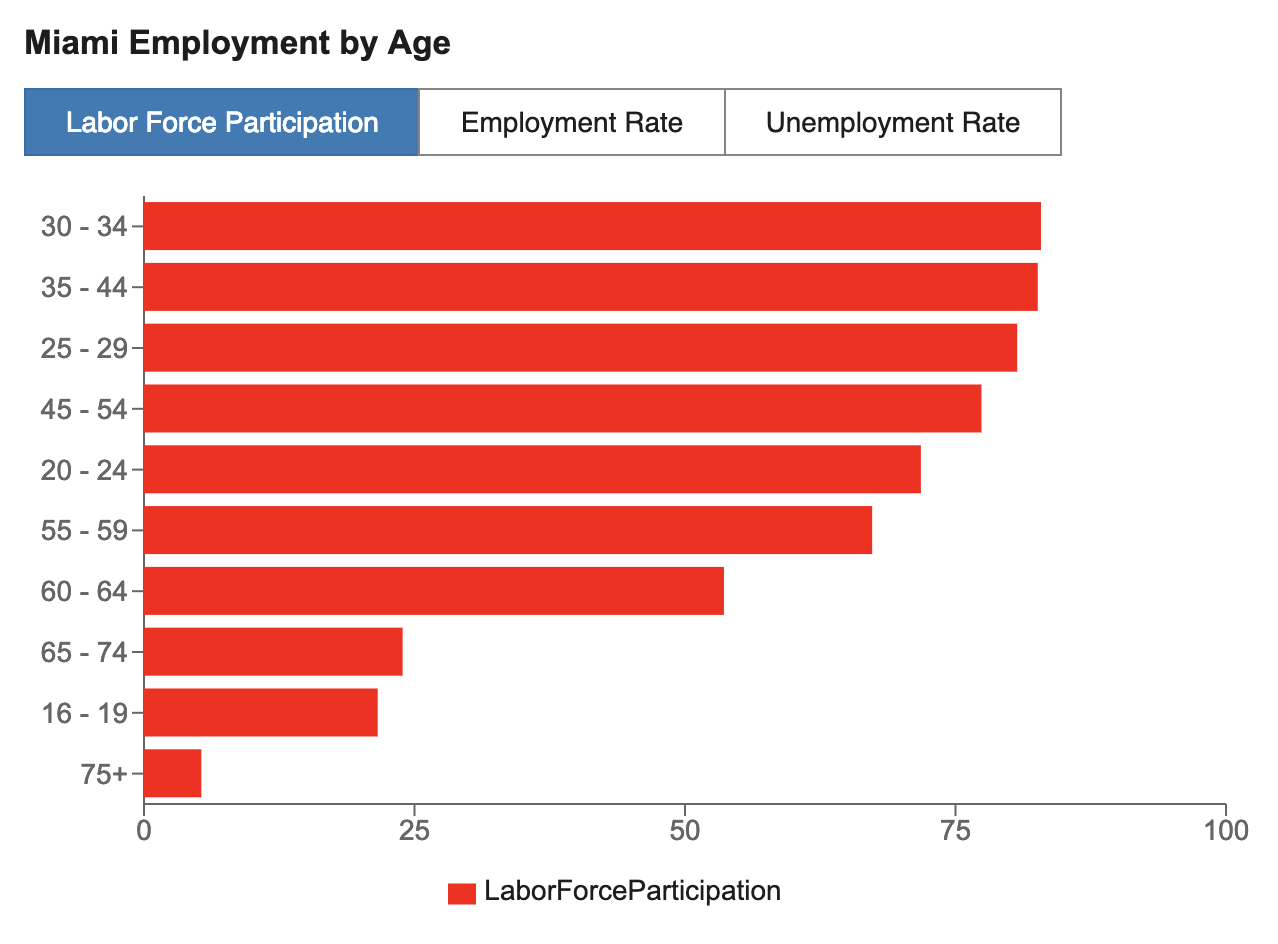 Miami Employment by Age
Labor Force Participation Employment Rate Unemployment Rate
30 - 34
35 - 44
25 - 29
45 - 54
20 - 24
55 - 59
60 - 64
65 - 74
16 - 19
75+
0 25 50 75 100
LaborForceParticipation